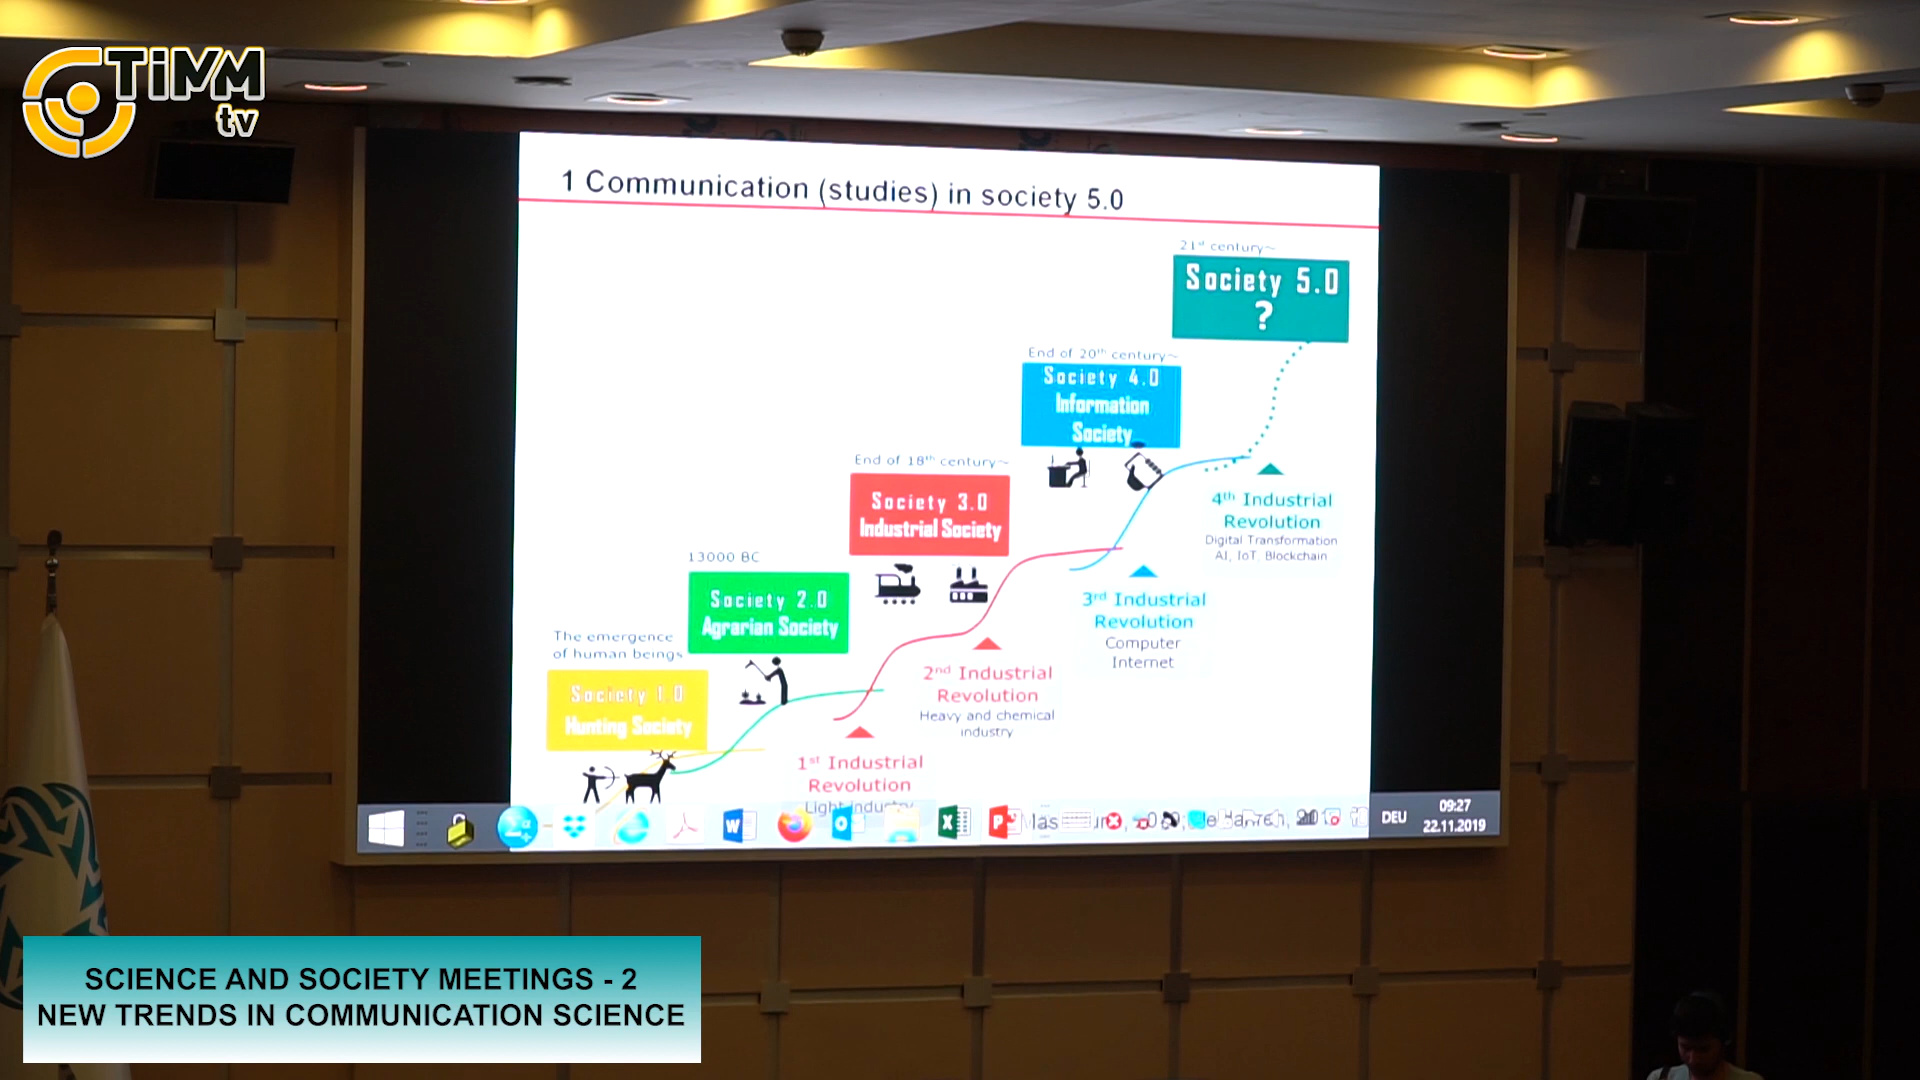 TiMM
tv
1 Communication (studies) in society 5.0
21st century~
Society 5.0
?
End of 20th century~
Society 4.0
Information
Society
End of 18th century~
Society 3.0
Industrial Society
4th Industrial
Revolution
Digital Transformation
AI, IoT, Blockchain
13000 BC
Society 2.0
Agrarian Society
3rd Industrial
Revolution
Computer
Internet
The emergence
of human beings
Society 1.0
Hunting Society
2nd Industrial
Revolution
Heavy and chemical
industry
1st Industrial
Revolution
Light industry
DEU
09:27
22.11.2019
SCIENCE AND SOCIETY MEETINGS - 2
NEW TRENDS IN COMMUNICATION SCIENCE